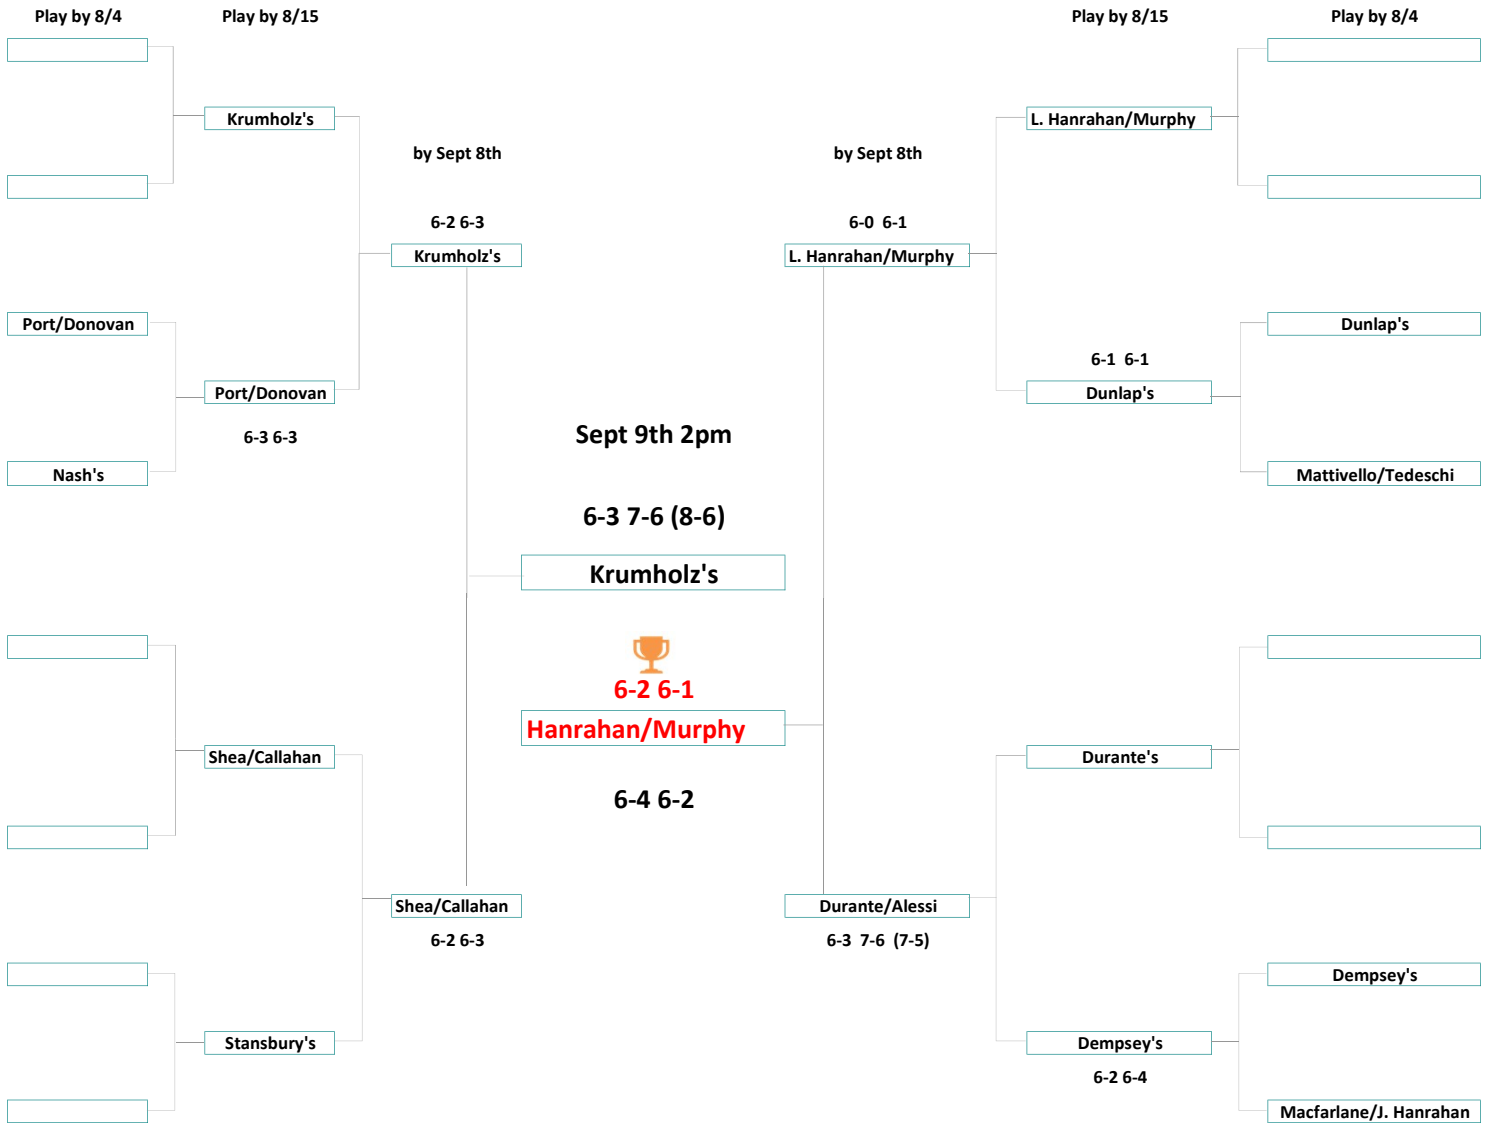 Play by 8/4
Play by 8/15
Play by 8/15
Play by 8/4
Krumholz's
L. Hanrahan/Murphy
by Sept 8th
by Sept 8th
6-2 6-3
6-0 6-1
Krumholz's
L. Hanrahan/Murphy
Port/Donovan
Dunlap's
6-1 6-1
Port/Donovan
Dunlap's
6-3 6-3
Sept 9th 2pm
Nash's
Mattivello/Tedeschi
6-3 7-6 (8-6)
Krumholz's
6-2 6-1
Hanrahan/Murphy
Shea/Callahan
Durante's
6-4 6-2
Shea/Callahan
Durante/Alessi
6-2 6-3
6-3 7-6 (7-5)
Dempsey's
Stansbury's
Dempsey's
6-2 6-4
Macfarlane/J. Hanrahan